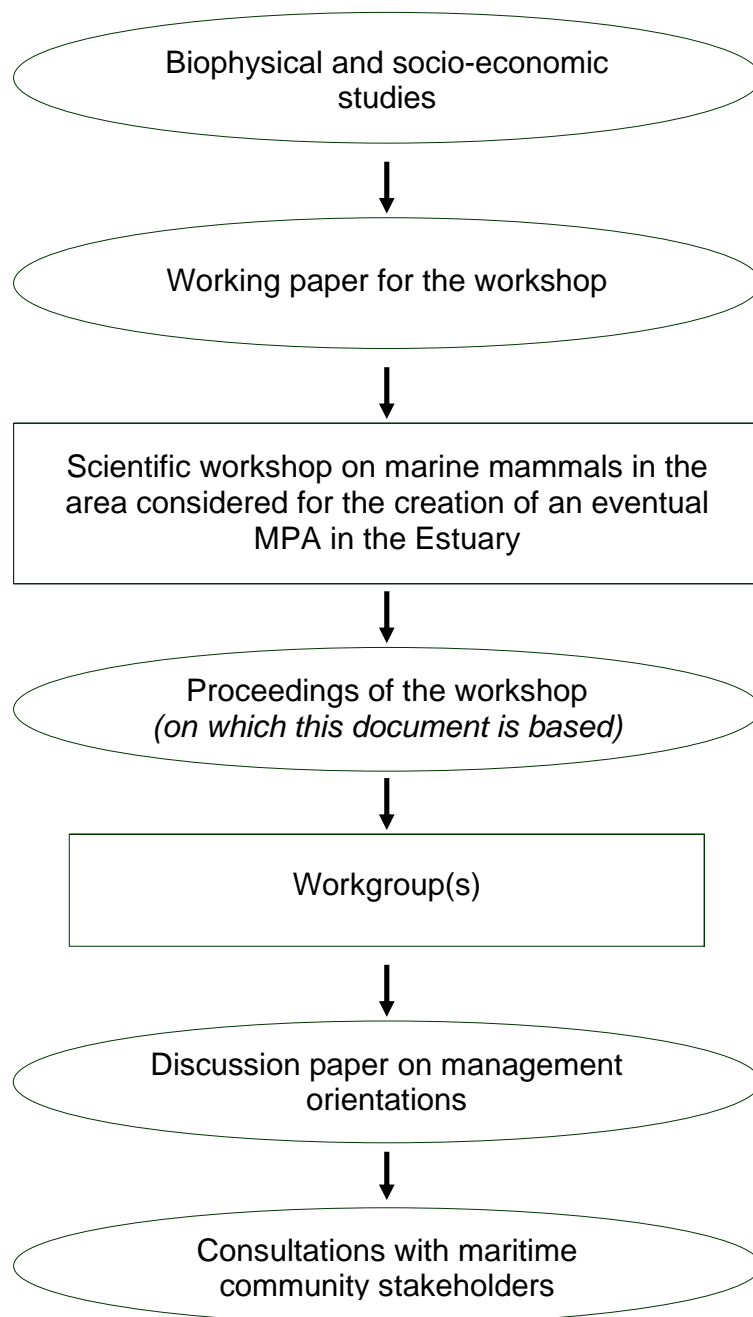 Biophysical and socio-economic
studies
Working paper for the workshop
Scientific workshop on marine mammals in the
area considered for the creation of an eventual
MPA in the Estuary
Proceedings of the workshop
(on which this document is based)
Workgroup(s)
Discussion paper on management
orientations
Consultations with maritime
community stakeholders